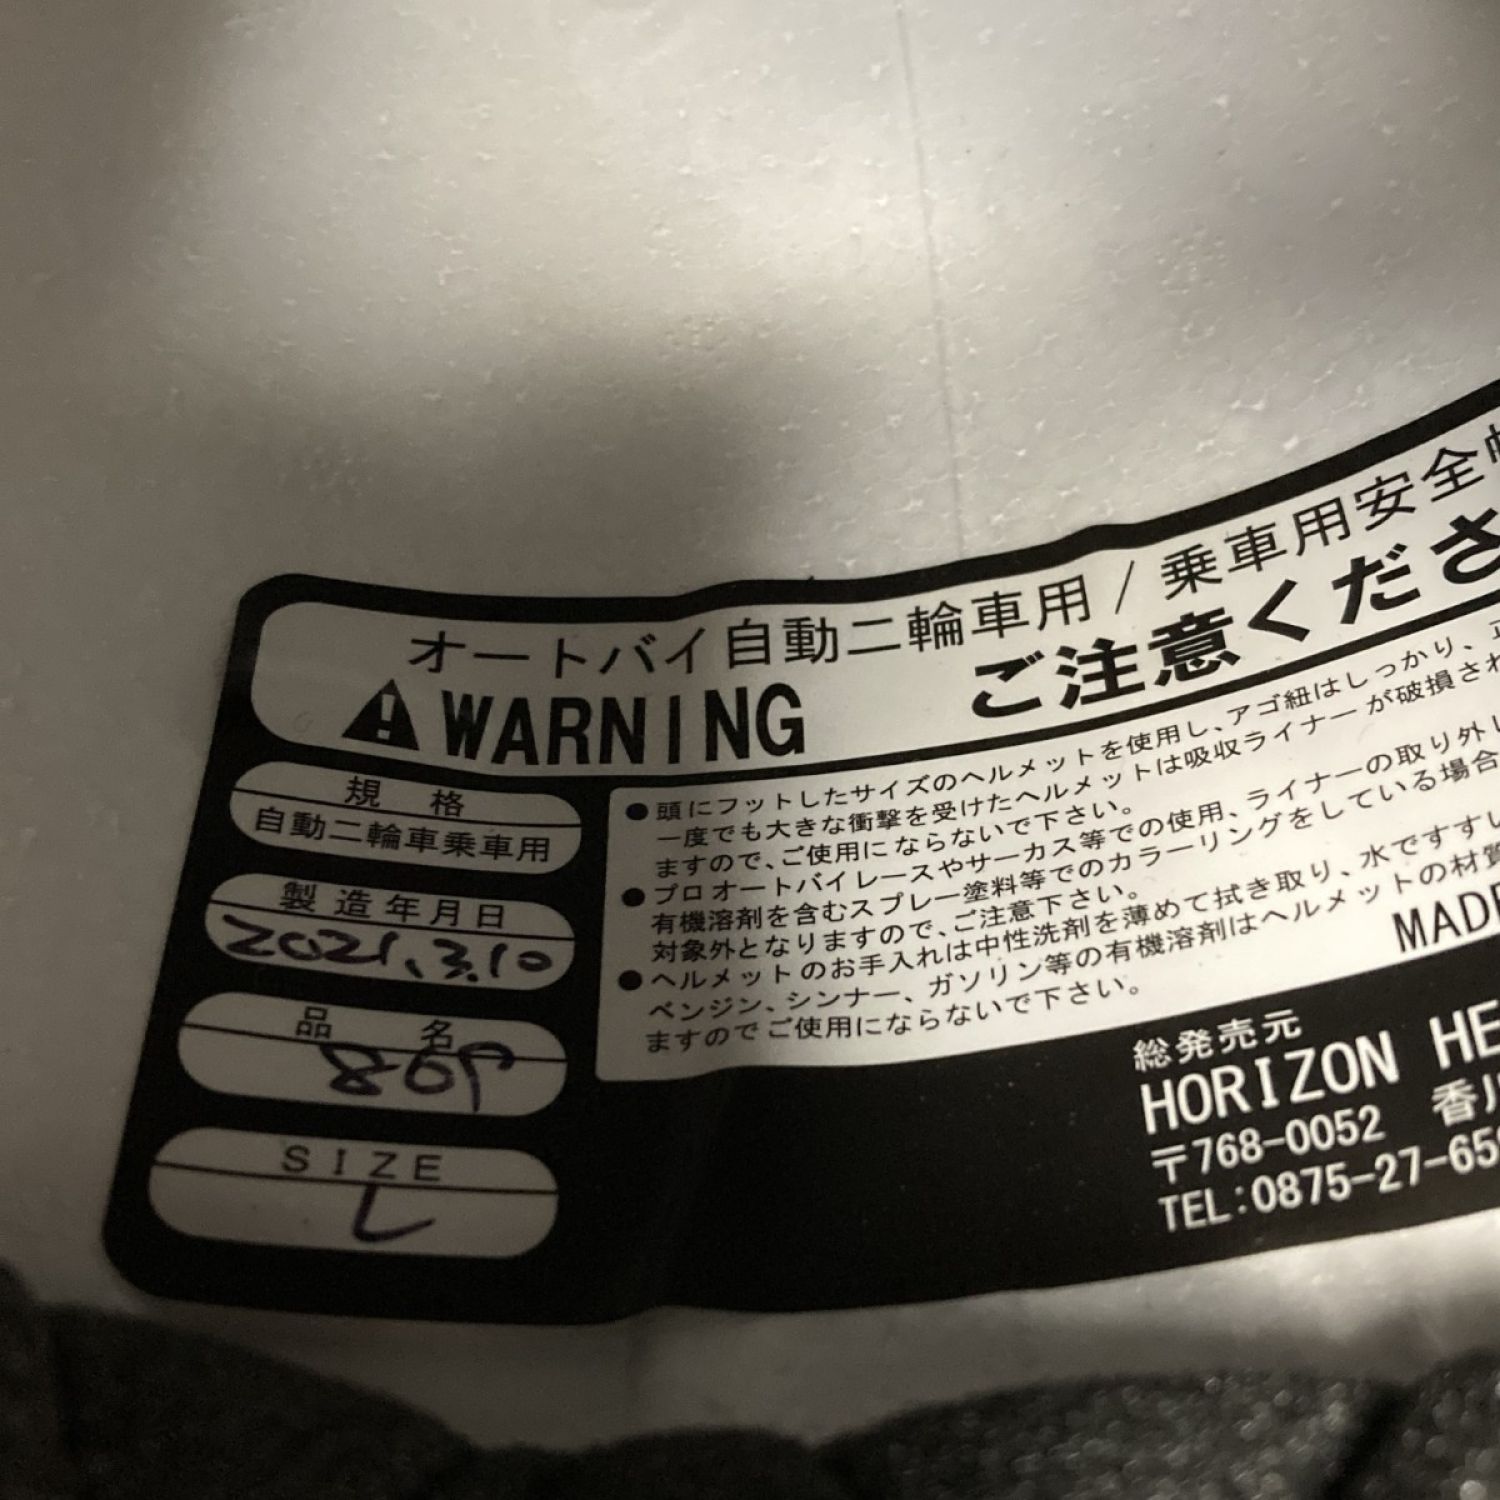 オートバイ自動二輪車用 / 乗車用安全帽
WARNING ご注意くださ
規 格
自動二輪車乗車用
製造年月日
2021.3.10
品 名
SIZE
L
●頭にフットしたサイズのヘルメットを使用し、アゴ紐はしっかり、正
一度でも大きな衝撃を受けたヘルメットは吸収ライナーが破損され
ますので、ご使用にならないで下さい。
●プロオートバイレースやサーカス等での使用、ライナーの取り外し
有機溶剤を含むスプレー塗料等でのカラーリングをしている場合
対象外となりますので、ご注意下さい。
●ヘルメットのお手入れは中性洗剤を薄めて拭き取り、水ですすい
ベンジン、シンナー、ガソリン等の有機溶剤はヘルメットの材質
ますのでご使用にならないで下さい。
MADE
総発売元
HORIZON HE
〒768-0052 香川
TEL:0875-27-65